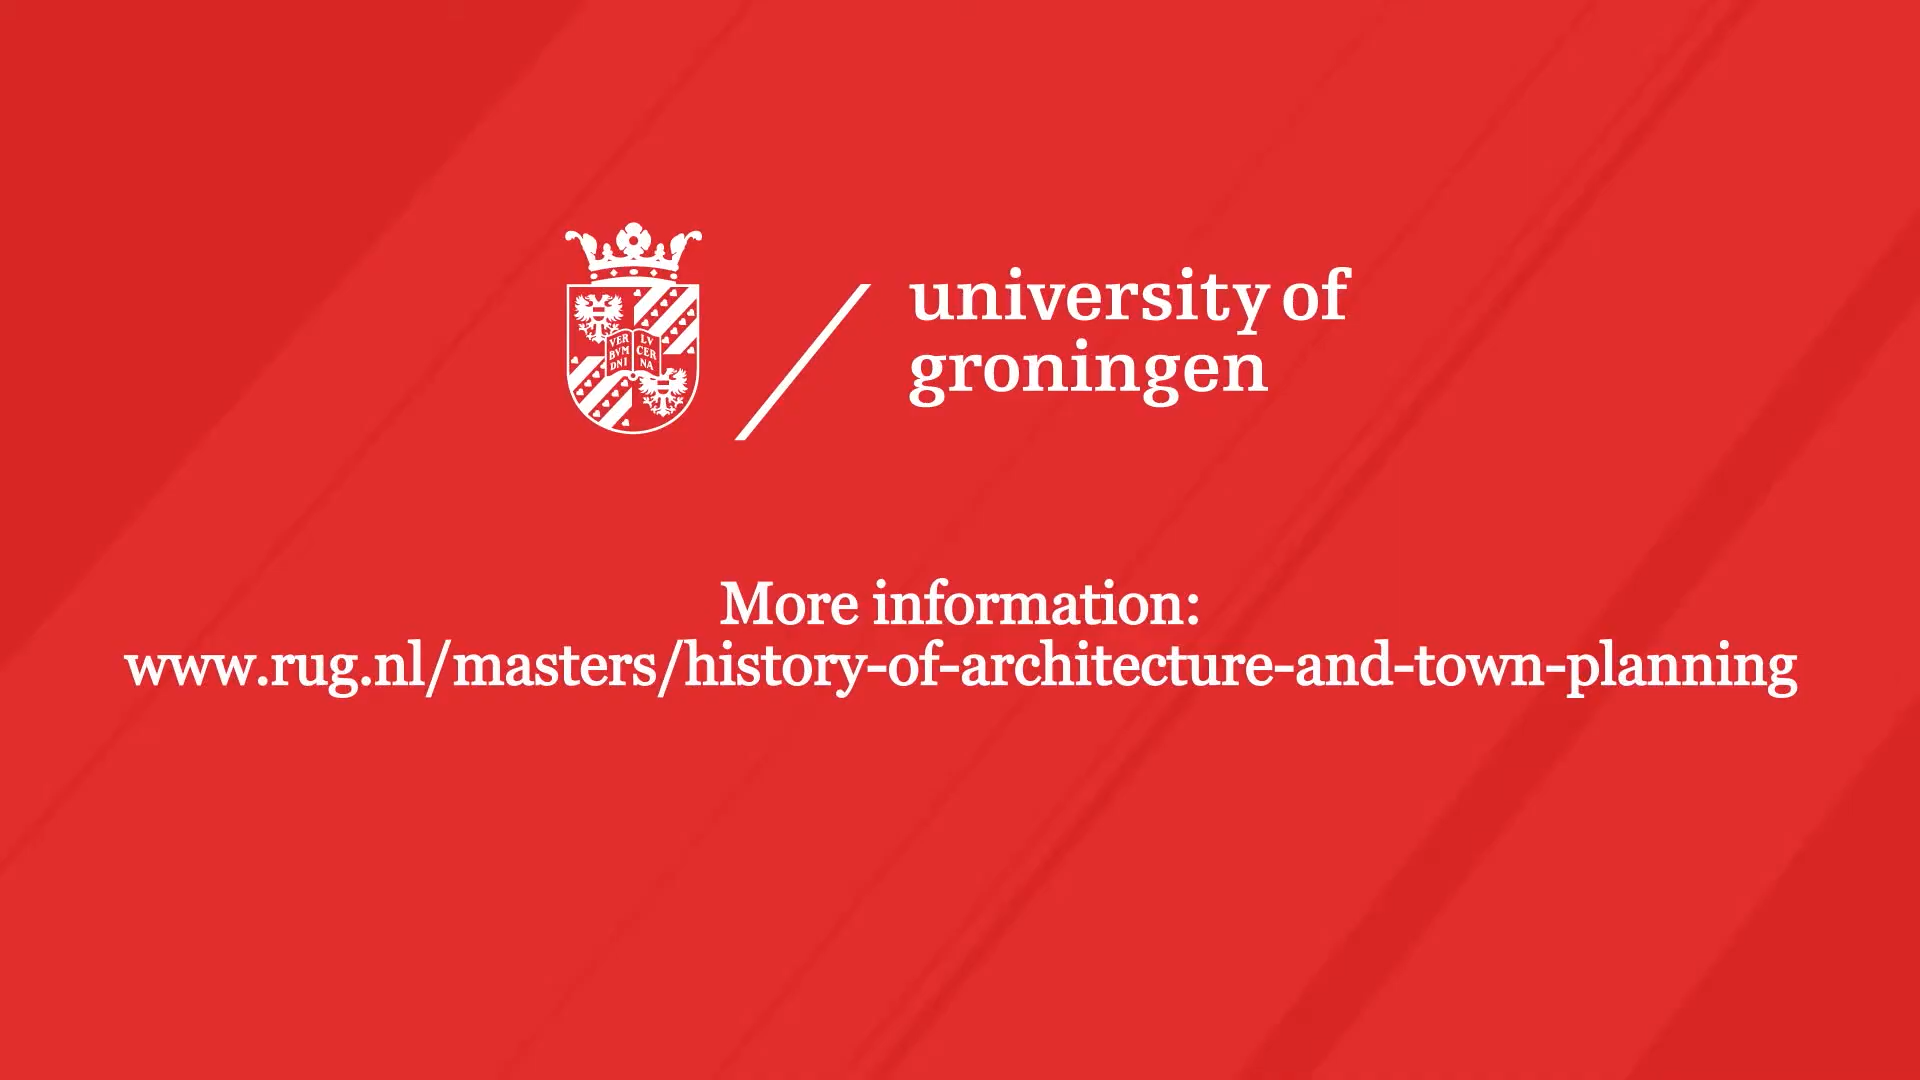 VER LV
BVM CER
DNI NA
university of
groningen
More information:
www.rug.nl/masters/history-of-architecture-and-town-planning